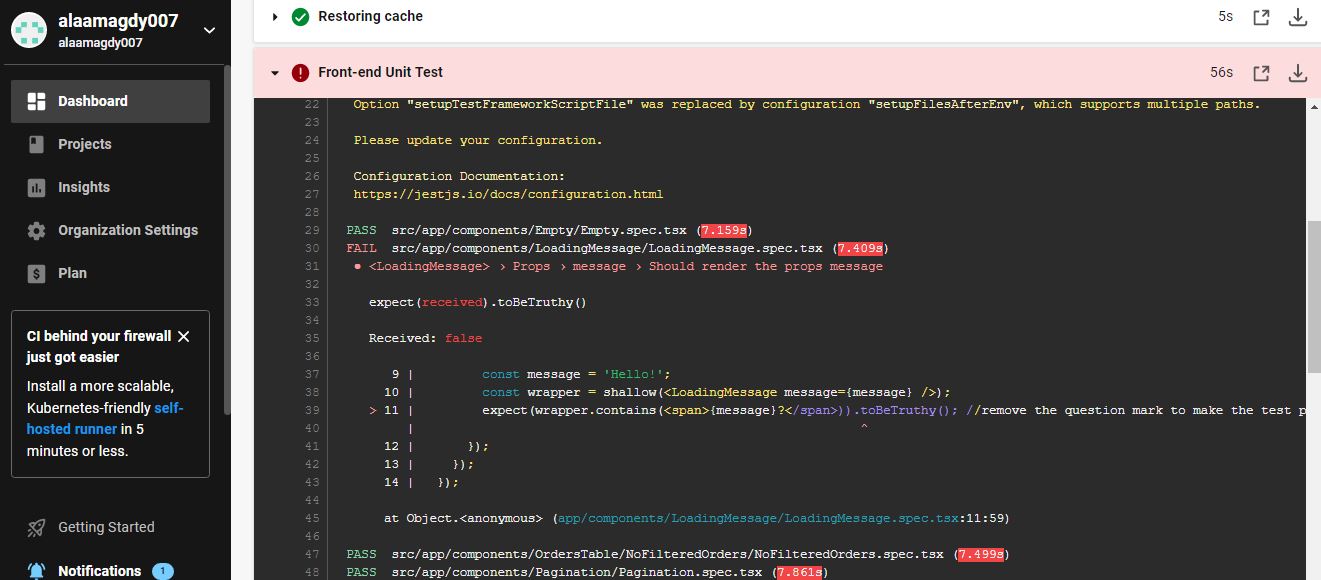 alaamagdy007
alaamagdy007
Dashboard
Projects
Insights
Organization Settings
Plan
CI behind your firewall
just got easier
Install a more scalable,
Kubernetes-friendly self-
hosted runner in 5
minutes or less.
Getting Started
Notifications 1
Restoring cache 5s
Front-end Unit Test 56s
22 Option "setupTestFrameworkScriptFile" was replaced by configuration "setupFilesAfterEnv", which supports multiple paths.
23
24 Please update your configuration.
25
26 Configuration Documentation:
27 https://jestjs.io/docs/configuration.html
28
29 PASS src/app/components/Empty/Empty.spec.tsx (7.159s)
30 FAIL src/app/components/LoadingMessage/LoadingMessage.spec.tsx (7.409s)
31 ● <LoadingMessage> › Props › message › Should render the props message
32
33 expect(received).toBeTruthy()
34
35 Received: false
36
37 9 | const message = 'Hello!';
38 10 | const wrapper = shallow(<LoadingMessage message={message} />);
39 > 11 | expect(wrapper.contains(<span>{message}?</span>)).toBeTruthy(); //remove the question mark to make the test p
40 | ^
41 12 | });
42 13 | });
43 14 | });
44
45 at Object.<anonymous> (app/components/LoadingMessage/LoadingMessage.spec.tsx:11:59)
46
47 PASS src/app/components/OrdersTable/NoFilteredOrders/NoFilteredOrders.spec.tsx (7.499s)
48 PASS src/app/components/Pagination/Pagination.spec.tsx (7.861s)